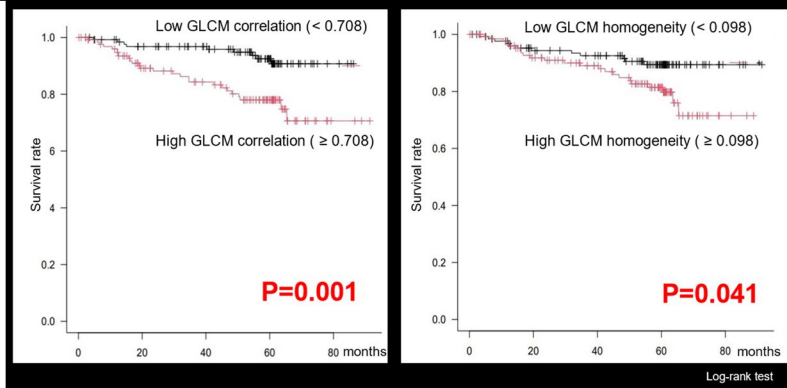 Low GLCM correlation (< 0.708)
1.0
0.8
6
4
0.2
0.0
Survival rate
High GLCM correlation ( ≥ 0.708)
P=0.001
0 20 40 60 80 months
Low GLCM homogeneity (< 0.098)
1.0
0.8
0.6
0.4
0.2
0.0
Survival rate
High GLCM homogeneity ( ≥ 0.098)
P=0.041
0 20 40 60 80 months
Log-rank test